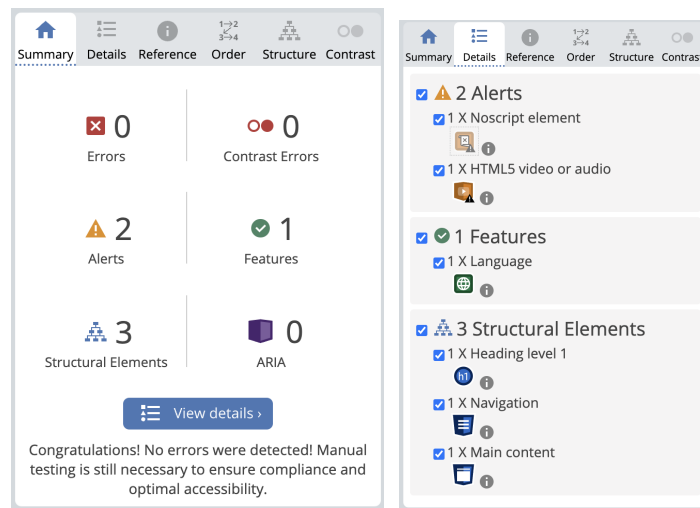 Summary Details Reference Order Structure Contrast
0 Errors
0 Contrast Errors
2 Alerts
1 Features
3 Structural Elements
0 ARIA
View details ›
Congratulations! No errors were detected! Manual
testing is still necessary to ensure compliance and
optimal accessibility.
Summary Details Reference Order Structure Contras
2 Alerts
1 X Noscript element
1 X HTML5 video or audio
1 Features
1 X Language
3 Structural Elements
1 X Heading level 1
h1
1 X Navigation
1 X Main content